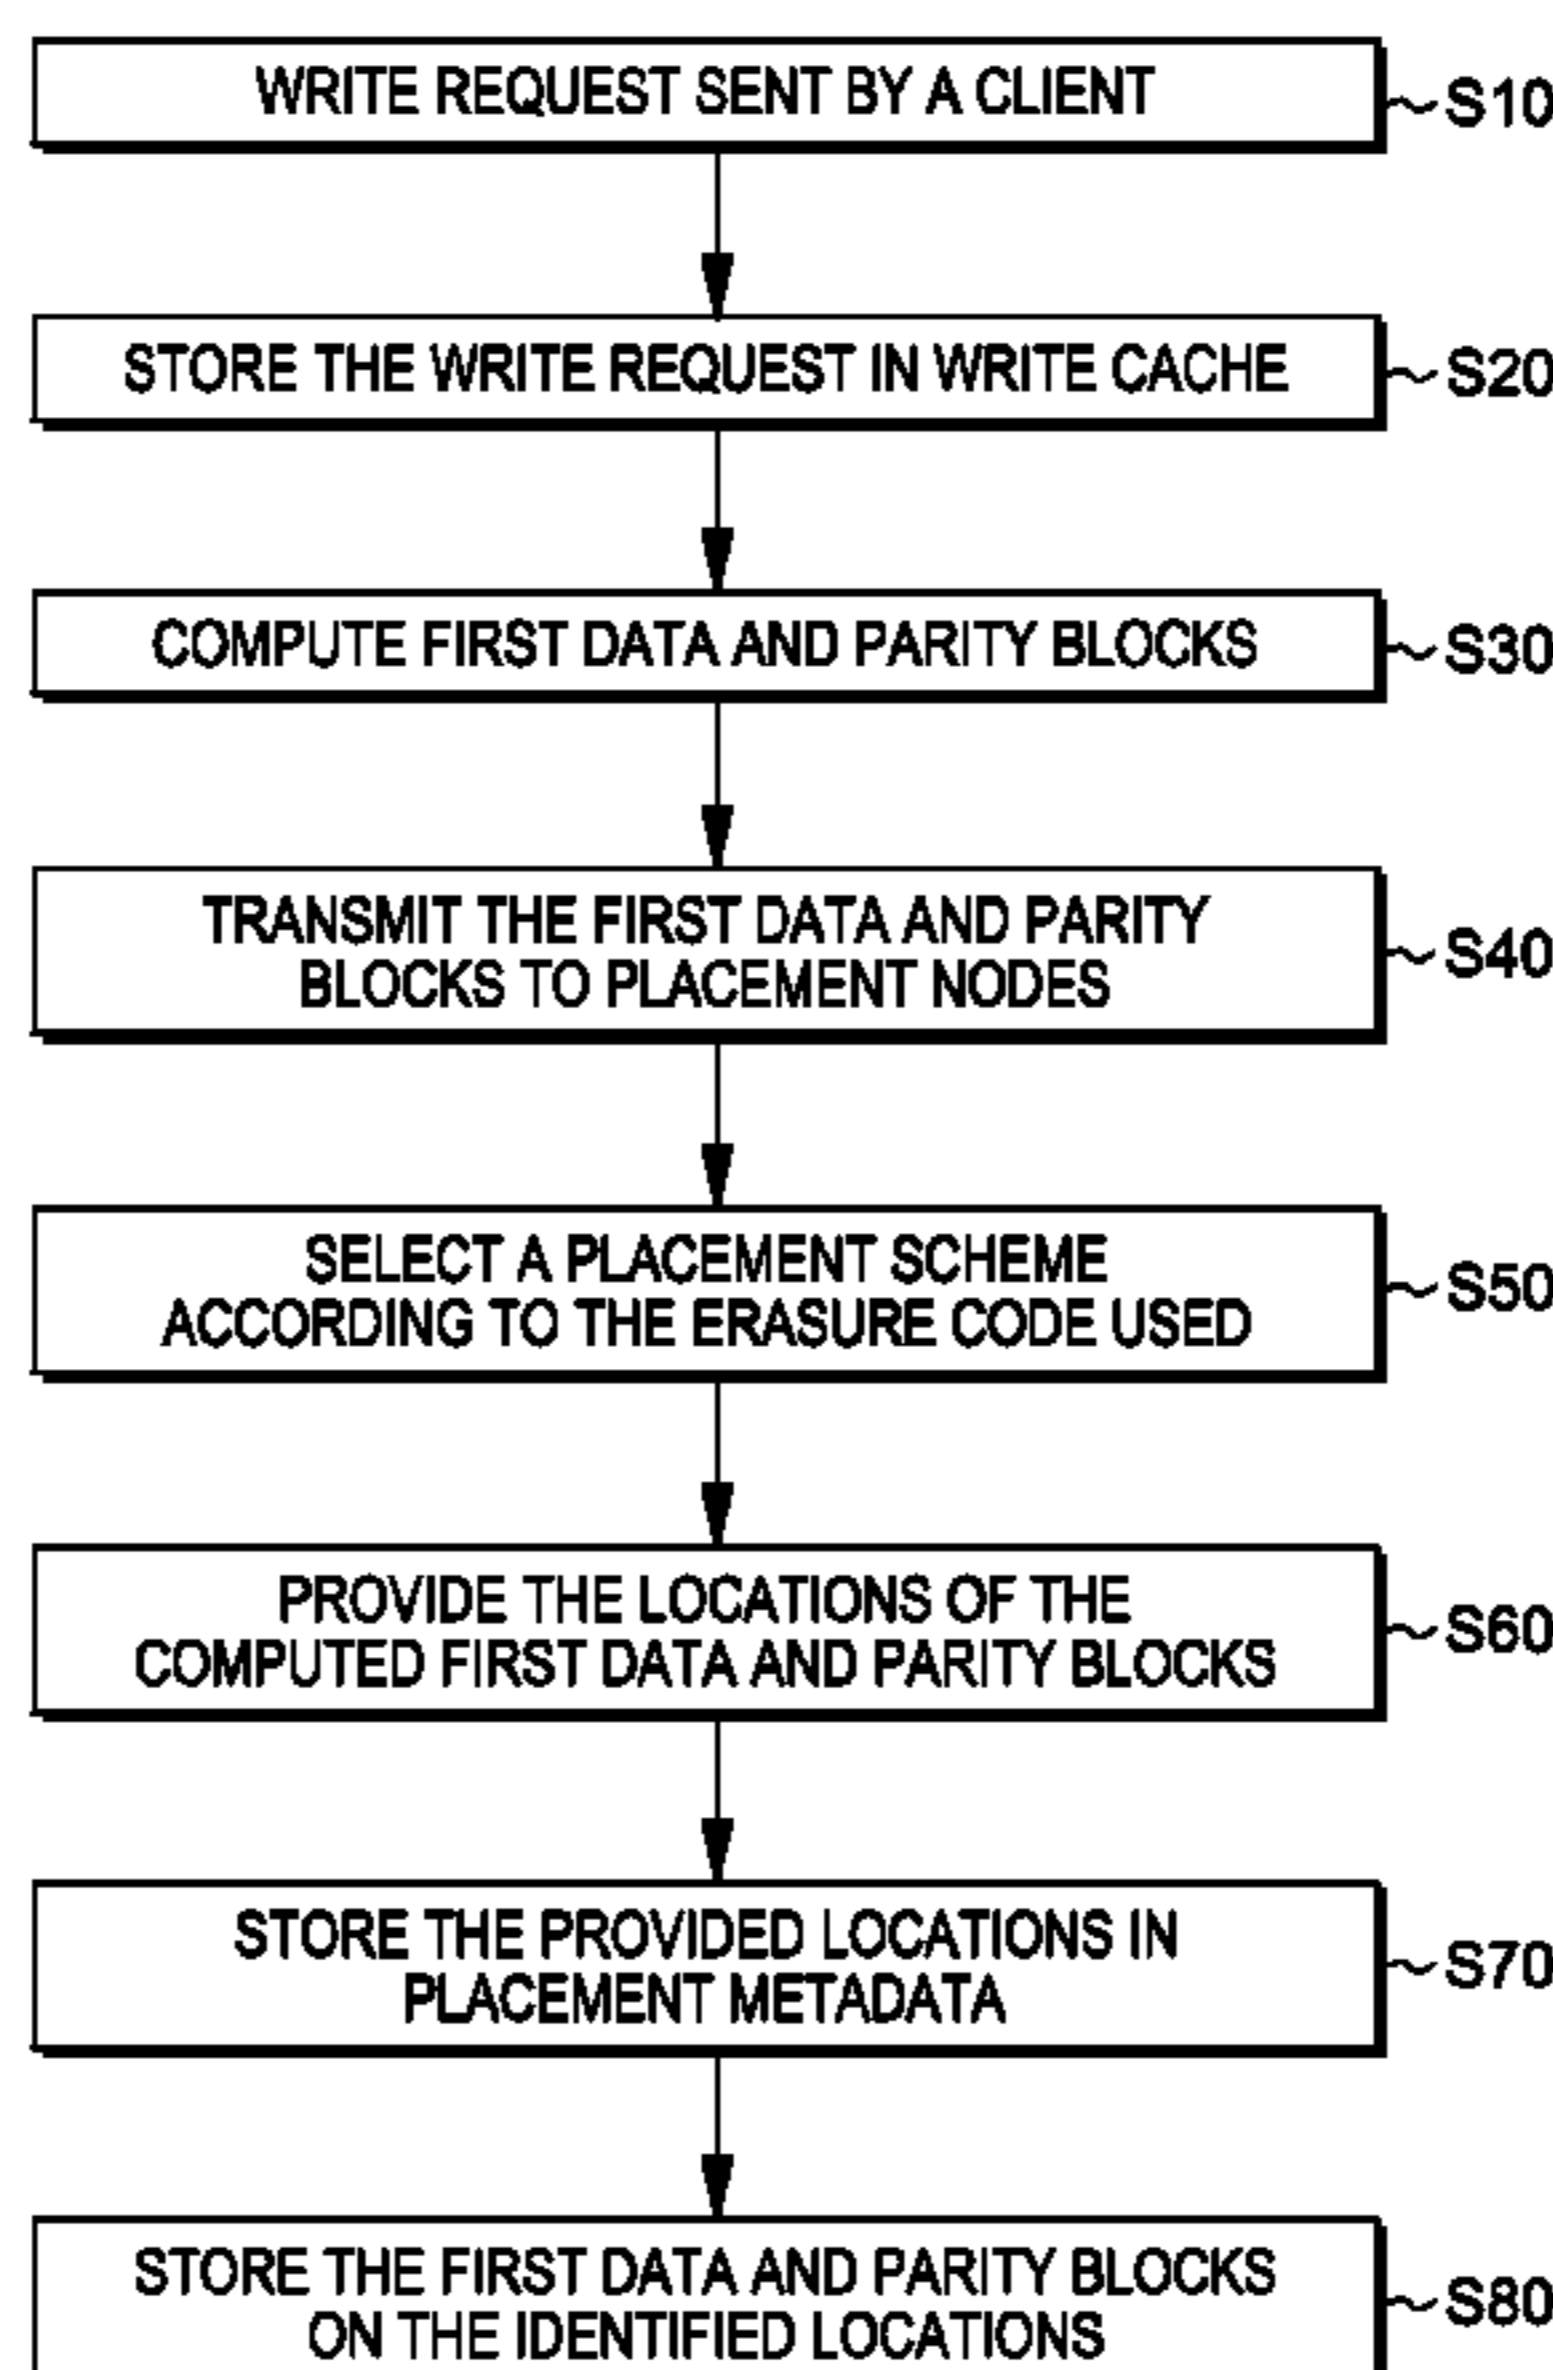 WRITE REQUEST SENT BY A CLIENT
S10
STORE THE WRITE REQUEST IN WRITE CACHE
S20
COMPUTE FIRST DATA AND PARITY BLOCKS
S30
TRANSMIT THE FIRST DATA AND PARITY
BLOCKS TO PLACEMENT NODES
S40
SELECT A PLACEMENT SCHEME
ACCORDING TO THE ERASURE CODE USED
S50
PROVIDE THE LOCATIONS OF THE
COMPUTED FIRST DATA AND PARITY BLOCKS
S60
STORE THE PROVIDED LOCATIONS IN
PLACEMENT METADATA
S70
STORE THE FIRST DATA AND PARITY BLOCKS
ON THE IDENTIFIED LOCATIONS
S80